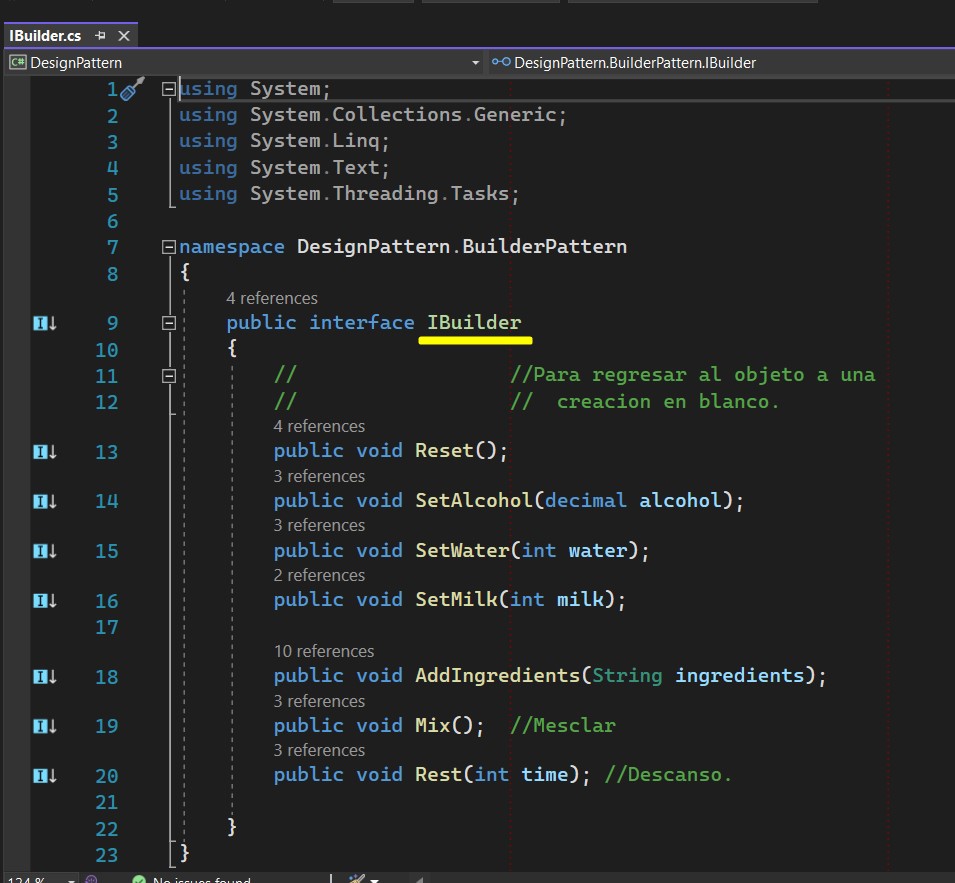 IBuilder.cs
C# DesignPattern DesignPattern.BuilderPattern.IBuilder
1 using System;
2 using System.Collections.Generic;
3 using System.Linq;
4 using System.Text;
5 using System.Threading.Tasks;
6
7 namespace DesignPattern.BuilderPattern
8 {
4 references
9 public interface IBuilder
10 {
11 // //Para regresar al objeto a una
12 // // creacion en blanco.
4 references
13 public void Reset();
3 references
14 public void SetAlcohol(decimal alcohol);
3 references
15 public void SetWater(int water);
2 references
16 public void SetMilk(int milk);
17
10 references
18 public void AddIngredients(String ingredients);
3 references
19 public void Mix(); //Mesclar
3 references
20 public void Rest(int time); //Descanso.
21
22 }
23 }
124 % No issues found